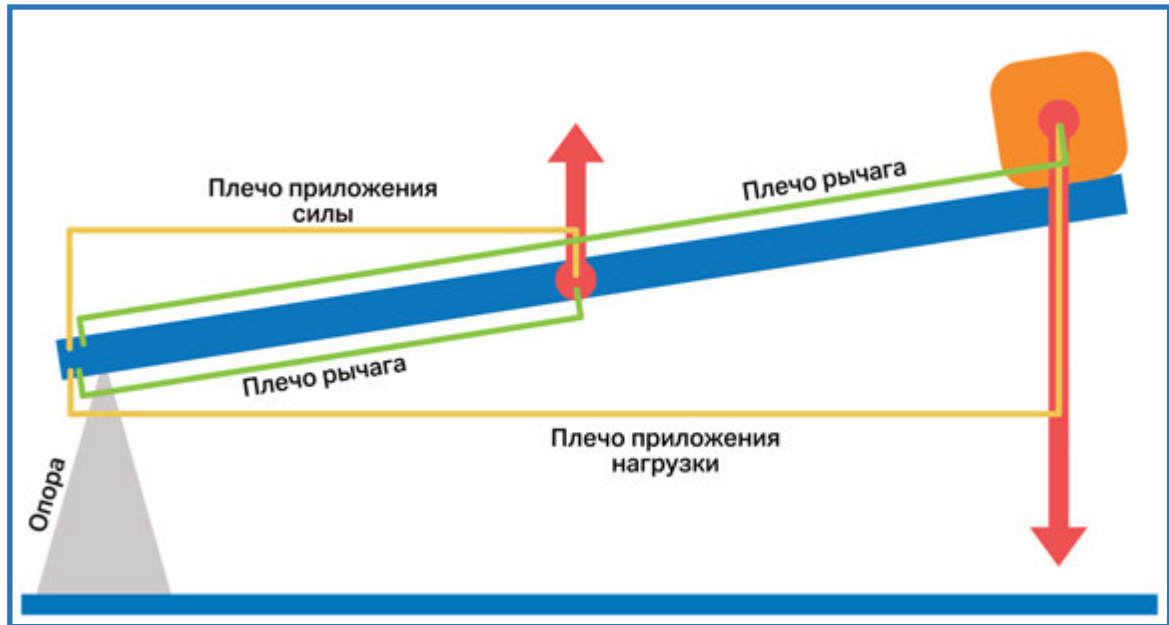 Плечо приложения
силы
Плечо рычага
Плечо рычага
Плечо приложения
нагрузки
Опора